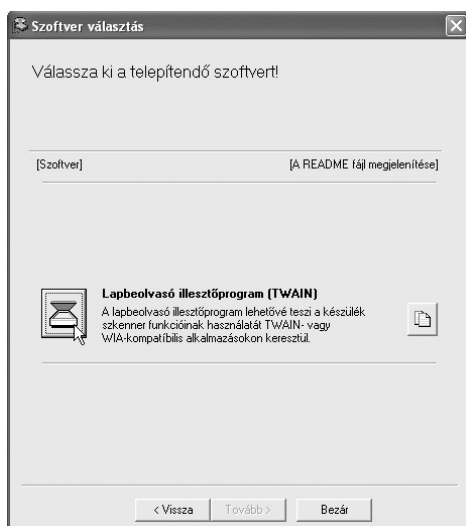 Szoftver választás
Válassza ki a telepítendő szoftvert!
[Szoftver] [A README fájl megjelenítése]
Lapbeolvasó illesztőprogram (TWAIN)
A lapbeolvasó illesztőprogram lehetővé teszi a készülék
szkenner funkcióinak használatát TWAIN- vagy
WIA-kompatíbilis alkalmazásokon keresztül.
< Vissza Tovább > Bezár